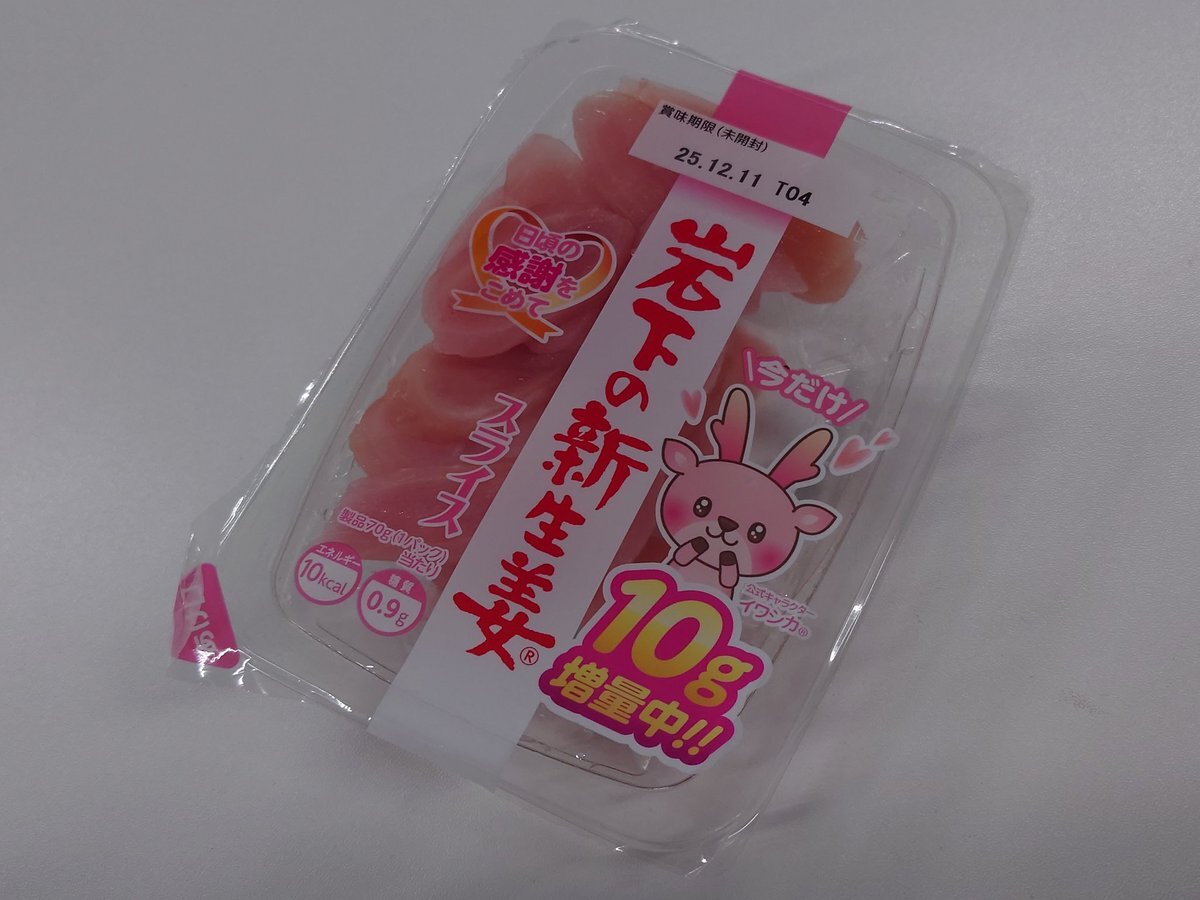 賞味期限(未開封)
25.12.11 T04
岩下の新生姜®
日頃の
感謝を
こめて
スライス
製品70g(1パック)
当たり
エネルギー
10kcal
糖質
0.9g
\今だけ/
公式キャラクター
イワシカ®
10g
増量中!!